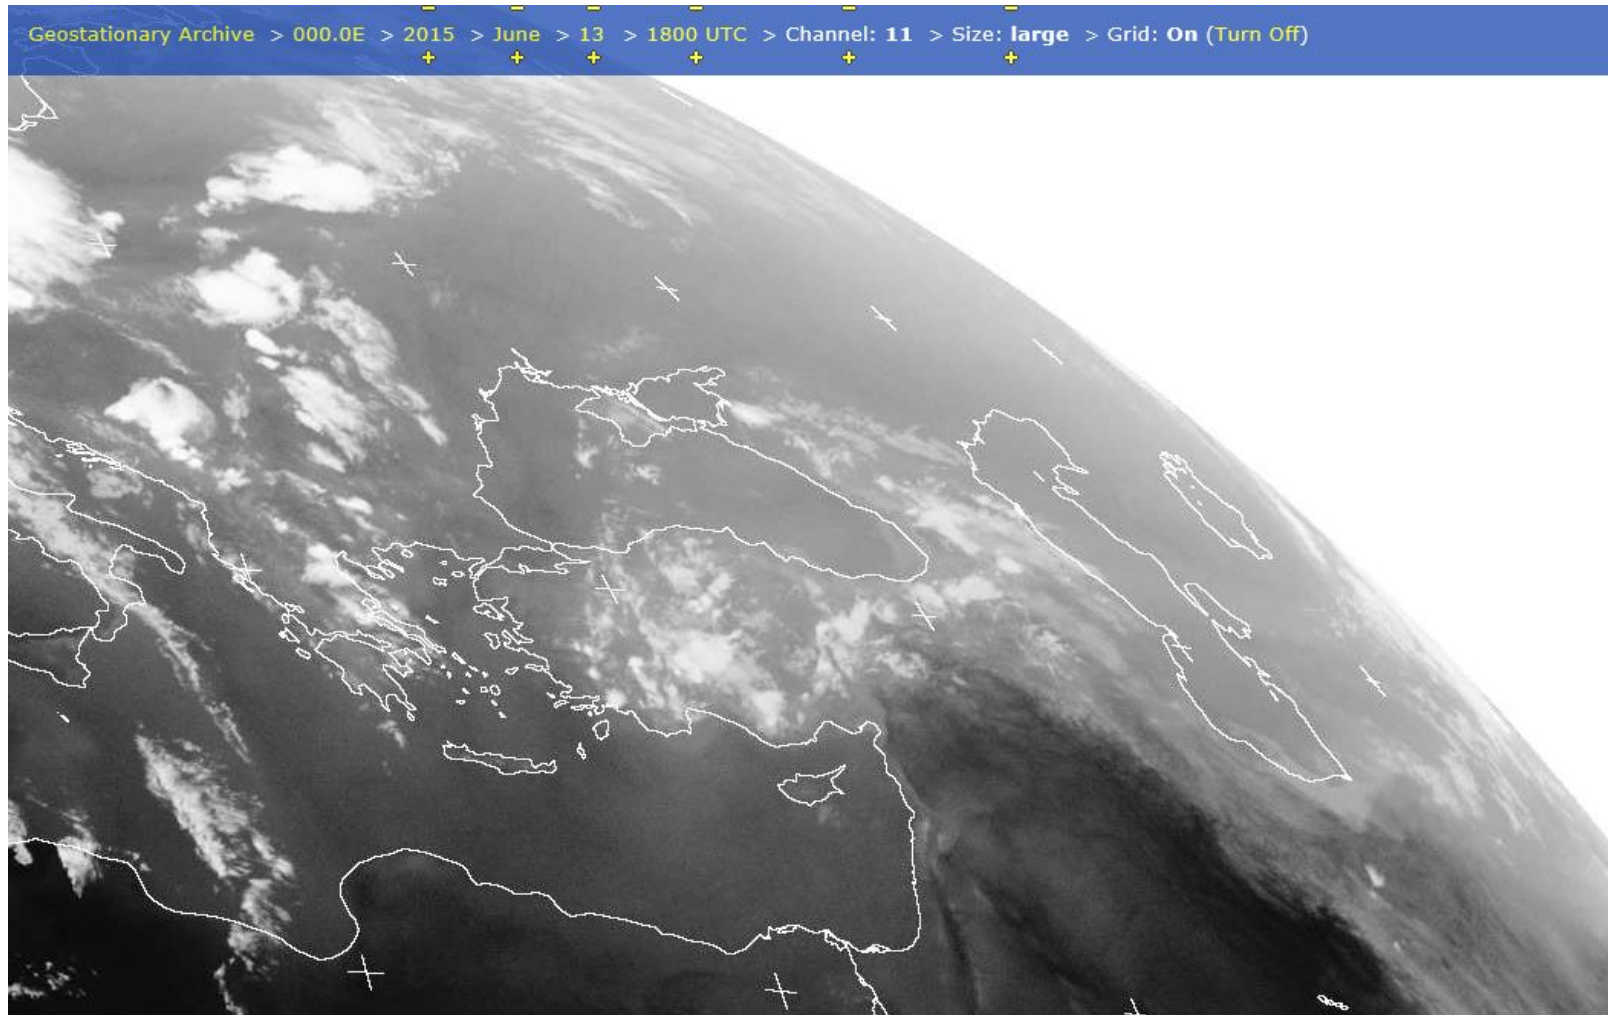 Geostationary Archive > 000.0E > 2015 > June > 13 > 1800 UTC > Channel: 11 > Size: large > Grid: On (Turn Off)